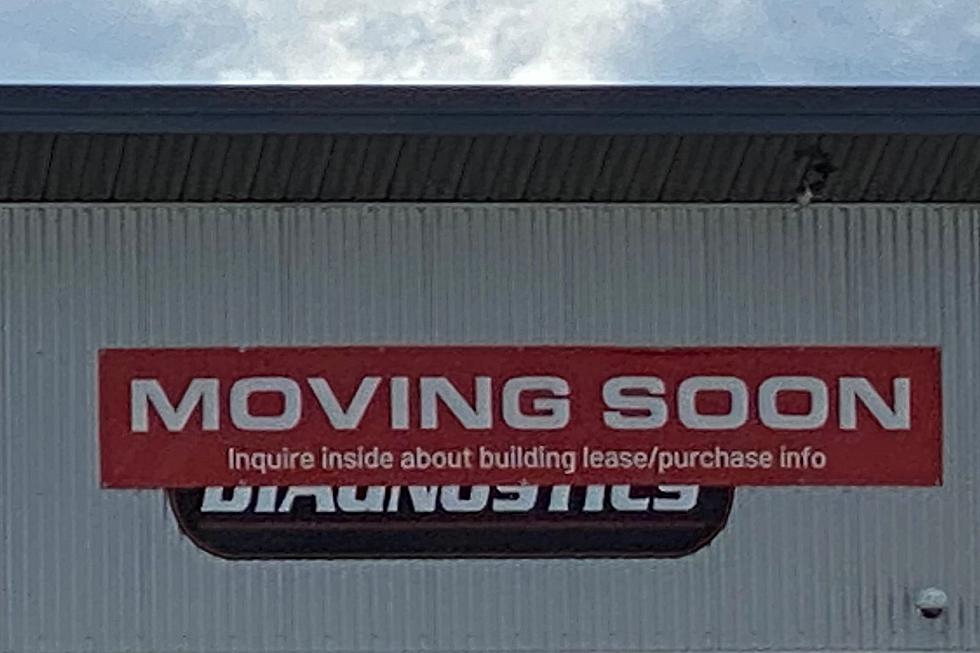 MOVING SOON
Inquire inside about building lease/purchase info
DIAGNOSTICS